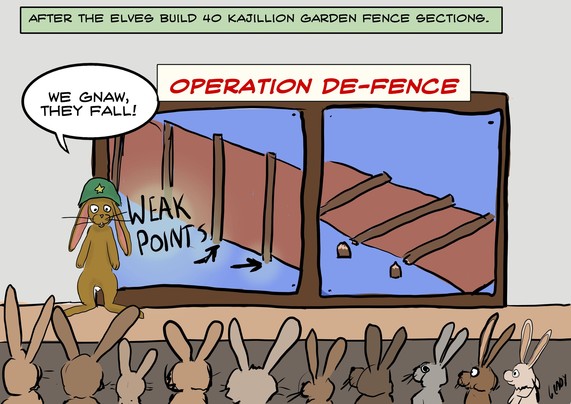 AFTER THE ELVES BUILD 40 KAJILLION GARDEN FENCE SECTIONS.
OPERATION DE-FENCE
WE GNAW,
THEY FALL!
WEAK
POINTS!